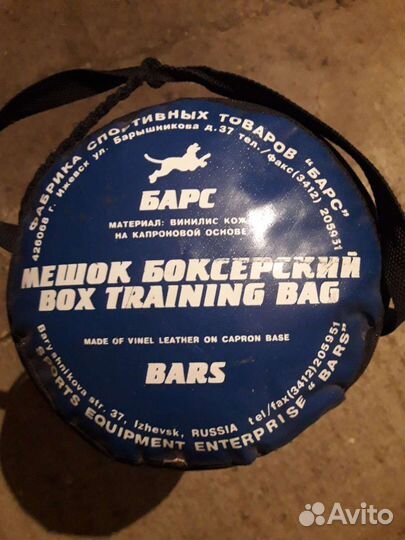 ФАБРИКА СПОРТИВНЫХ ТОВАРОВ "БАРС"
426068 Ижевск ул. Барышникова д.37 тел./факс(3412) 205951
БАРС
МАТЕРИАЛ: ВИНИЛИС КОЖА
НА КАПРОНОВОЙ ОСНОВЕ
МЕШОК БОКСЕРСКИЙ
BOX TRAINING BAG
MADE OF VINEL LEATHER ON CAPRON BASE
BARS
Baryshnikova str. 37, Izhevsk, RUSSIA tel/fax(3412)205951
SPORTS EQUIPMENT ENTERPRISE "BARS"
Avito